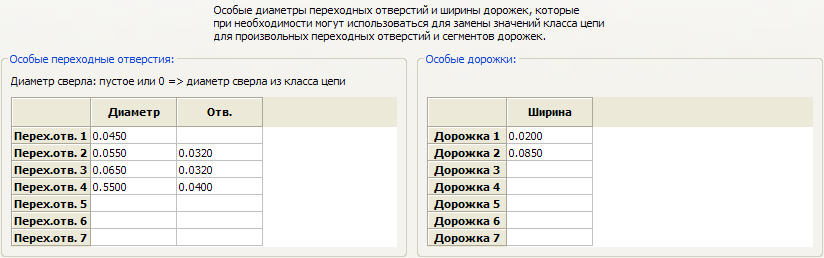 Особые диаметры переходных отверстий и ширины дорожек, которые
при необходимости могут использоваться для замены значений класса цепи
для произвольных переходных отверстий и сегментов дорожек.
Особые переходные отверстия:
Диаметр сверла: пустое или 0 => диаметр сверла из класса цепи
Диаметр Отв.
Перех.отв. 1 0.0450
Перех.отв. 2 0.0550 0.0320
Перех.отв. 3 0.0650 0.0320
Перех.отв. 4 0.5500 0.0400
Перех.отв. 5
Перех.отв. 6
Перех.отв. 7
Особые дорожки:
Ширина
Дорожка 1 0.0200
Дорожка 2 0.0850
Дорожка 3
Дорожка 4
Дорожка 5
Дорожка 6
Дорожка 7